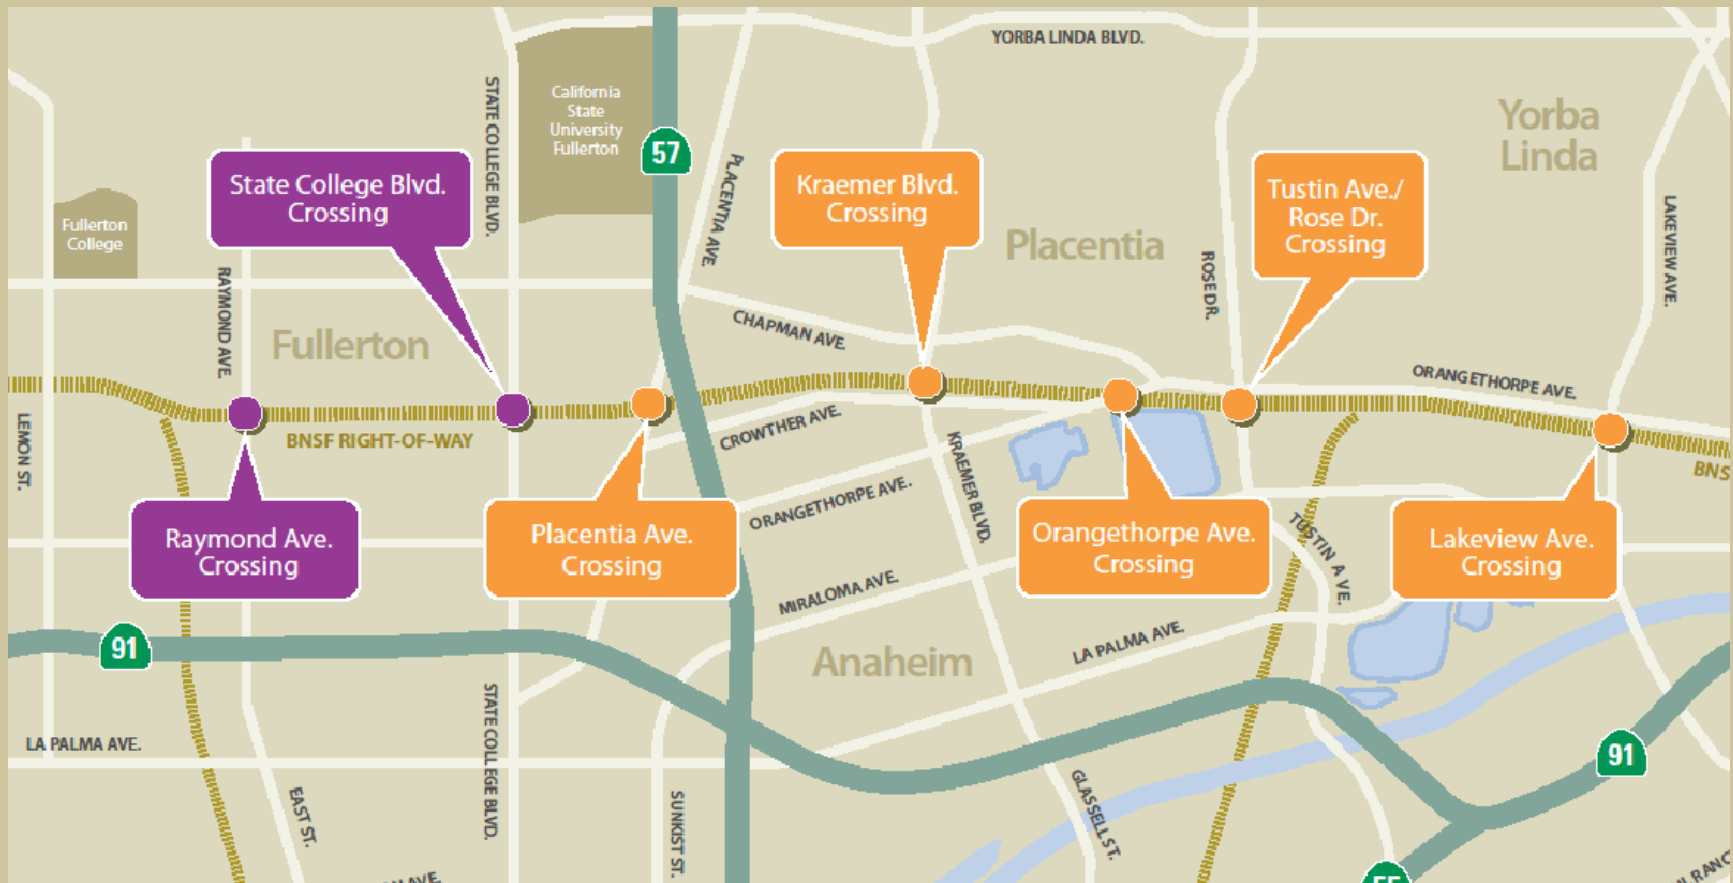 YORBA LINDA BLVD.
STATE COLLEGE BLVD.
California
State
University
Fullerton
57
PLACENTIA AVE.
Yorba
Linda
State College Blvd.
Crossing
Kraemer Blvd.
Crossing
Tustin Ave./
Rose Dr.
Crossing
Fullerton
College
Placentia
LAKEVIEW AVE.
RAYMOND AVE.
ROSE DR.
Fullerton
CHAPMAN AVE.
ORANGETHORPE AVE.
LEMON ST.
BNSF RIGHT-OF-WAY
CROWTHER AVE.
KRAEMER BLVD.
BNS
ORANGETHORPE AVE.
Raymond Ave.
Crossing
Placentia Ave.
Crossing
Orangethorpe Ave.
Crossing
TUSTIN AVE.
Lakeview Ave.
Crossing
MIRALOMA AVE.
91
Anaheim
LA PALMA AVE.
STATE COLLEGE BLVD.
LA PALMA AVE.
91
EAST ST.
SUNKIST ST.
GLASSELL ST.
AVE.
55